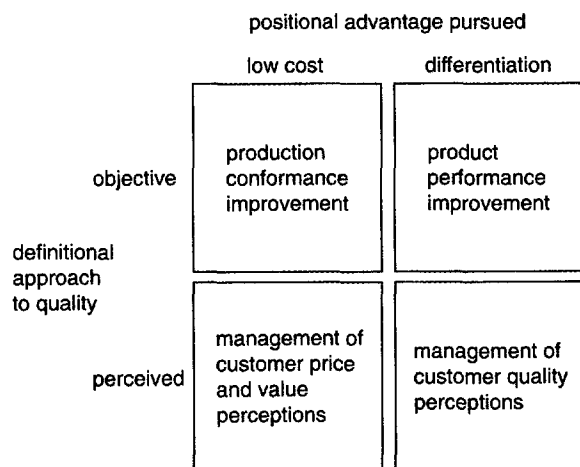 positional advantage pursued
low cost
differentiation
objective
production
conformance
improvement
product
performance
improvement
definitional
approach
to quality
perceived
management of
customer price
and value
perceptions
management of
customer quality
perceptions